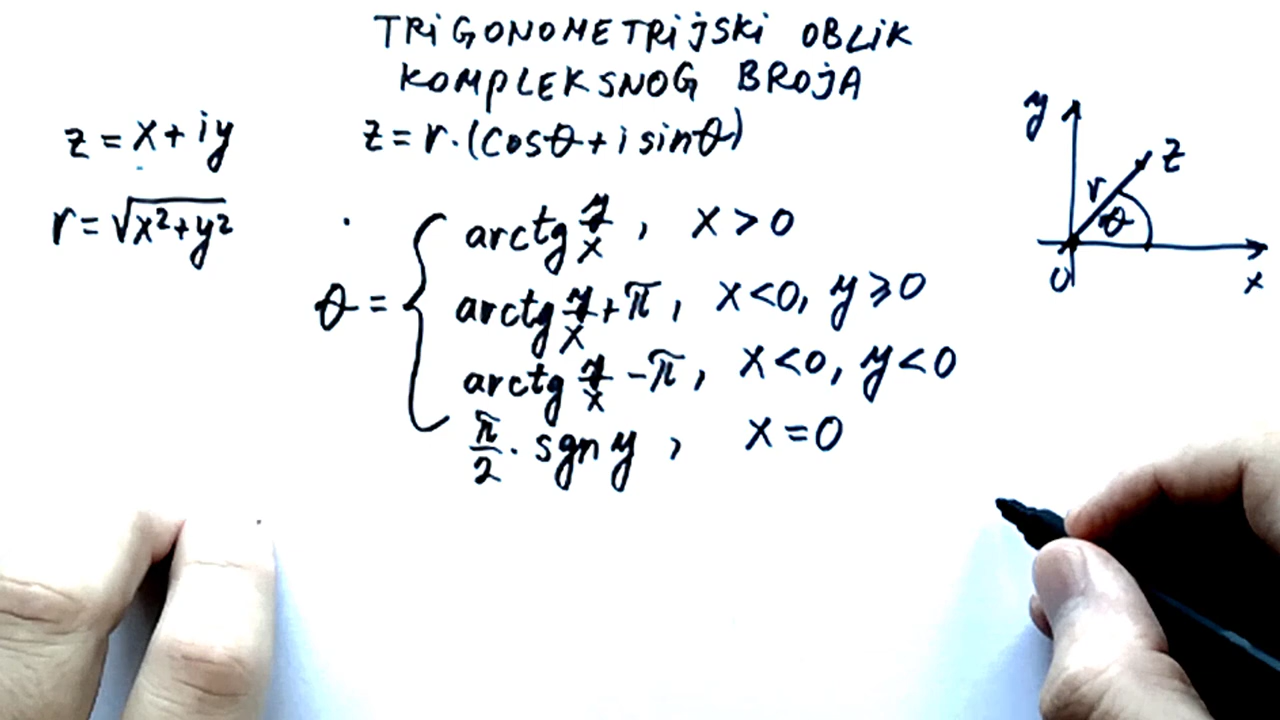 TRIGONOMETRIJSKI OBLIK
KOMPLEKSNOG BROJA
z = x + iy
z = r·(cosθ + i sinθ)
r = √(x²+y²)
θ = {
arctg y/x , x > 0
arctg y/x + π , x < 0, y ⩾ 0
arctg y/x − π , x < 0, y < 0
π/2 · sgn y , x = 0
y
z
r
θ
0
x